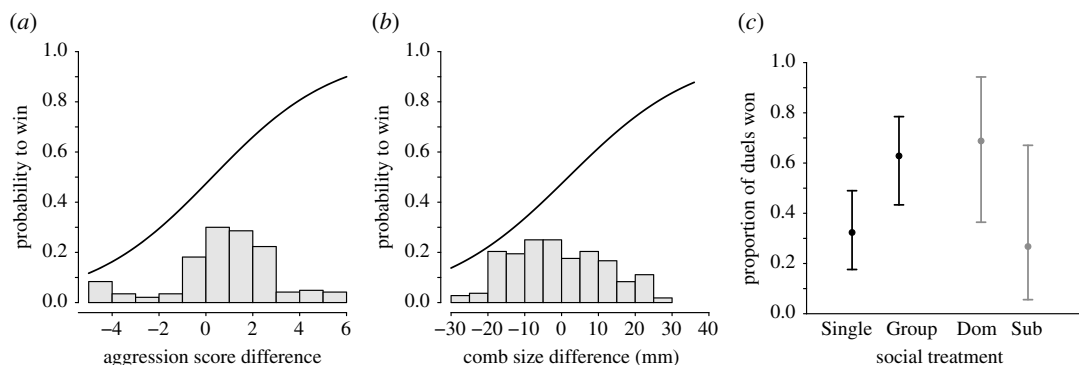 (a)
1.0
0.8
0.6
0.4
0.2
0.0
probability to win
−4 −2 0 2 4 6
aggression score difference
(b)
1.0
0.8
0.6
0.4
0.2
0.0
probability to win
−30 −20 −10 0 10 20 30 40
comb size difference (mm)
(c)
1.0
0.8
0.6
0.4
0.2
0.0
proportion of duels won
Single Group Dom Sub
social treatment